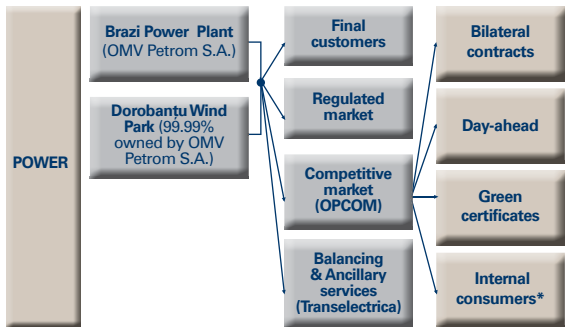 POWER
Brazi Power Plant
(OMV Petrom S.A.)
Dorobanțu Wind
Park (99.99%
owned by OMV
Petrom S.A.)
Final
customers
Regulated
market
Competitive
market
(OPCOM)
Balancing
& Ancillary
services
(Transelectrica)
Bilateral
contracts
Day-ahead
Green
certificates
Internal
consumers*